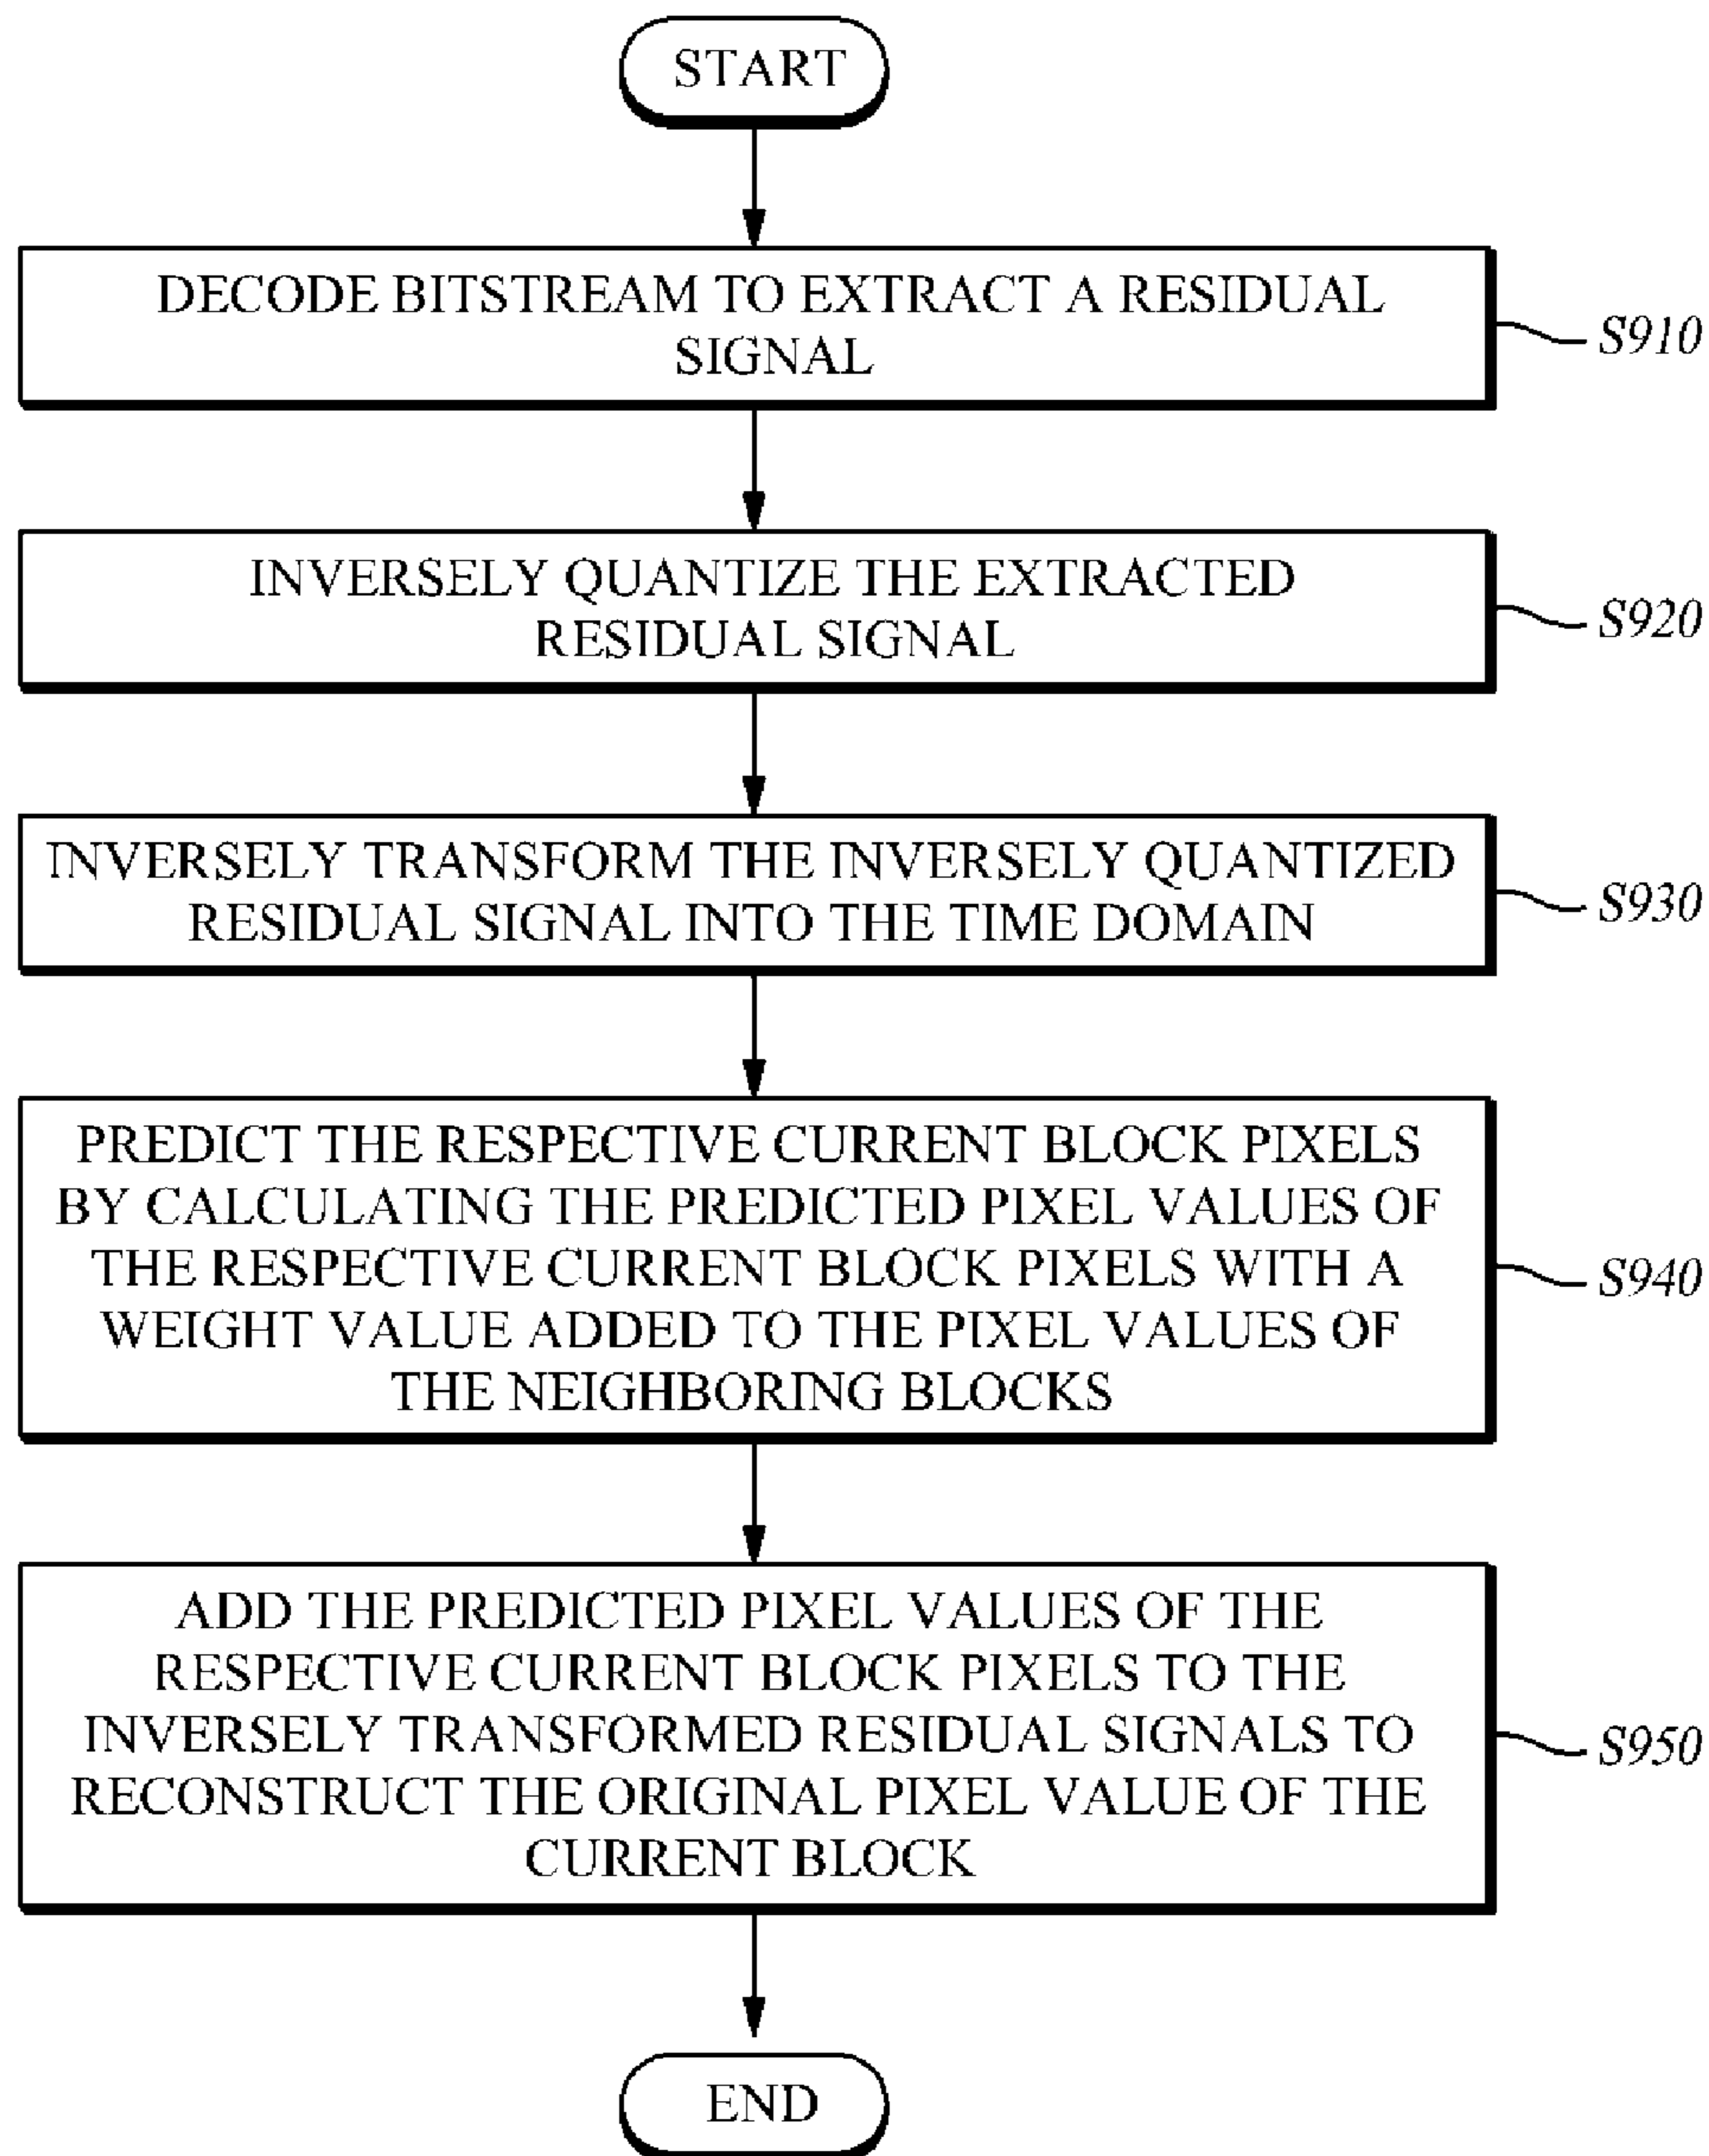 START
DECODE BITSTREAM TO EXTRACT A RESIDUAL
SIGNAL
S910
INVERSELY QUANTIZE THE EXTRACTED
RESIDUAL SIGNAL
S920
INVERSELY TRANSFORM THE INVERSELY QUANTIZED
RESIDUAL SIGNAL INTO THE TIME DOMAIN
S930
PREDICT THE RESPECTIVE CURRENT BLOCK PIXELS
BY CALCULATING THE PREDICTED PIXEL VALUES OF
THE RESPECTIVE CURRENT BLOCK PIXELS WITH A
WEIGHT VALUE ADDED TO THE PIXEL VALUES OF
THE NEIGHBORING BLOCKS
S940
ADD THE PREDICTED PIXEL VALUES OF THE
RESPECTIVE CURRENT BLOCK PIXELS TO THE
INVERSELY TRANSFORMED RESIDUAL SIGNALS TO
RECONSTRUCT THE ORIGINAL PIXEL VALUE OF THE
CURRENT BLOCK
S950
END